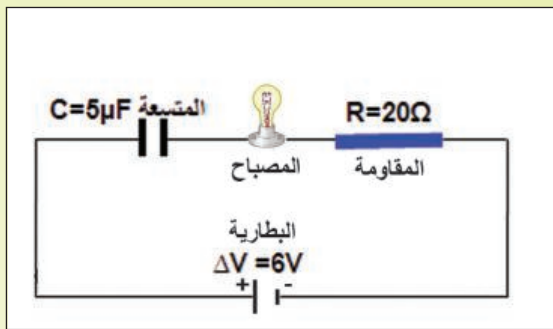 C=5µF المتسعة
R=20Ω
المصباح
المقاومة
البطارية
ΔV =6V
+ -